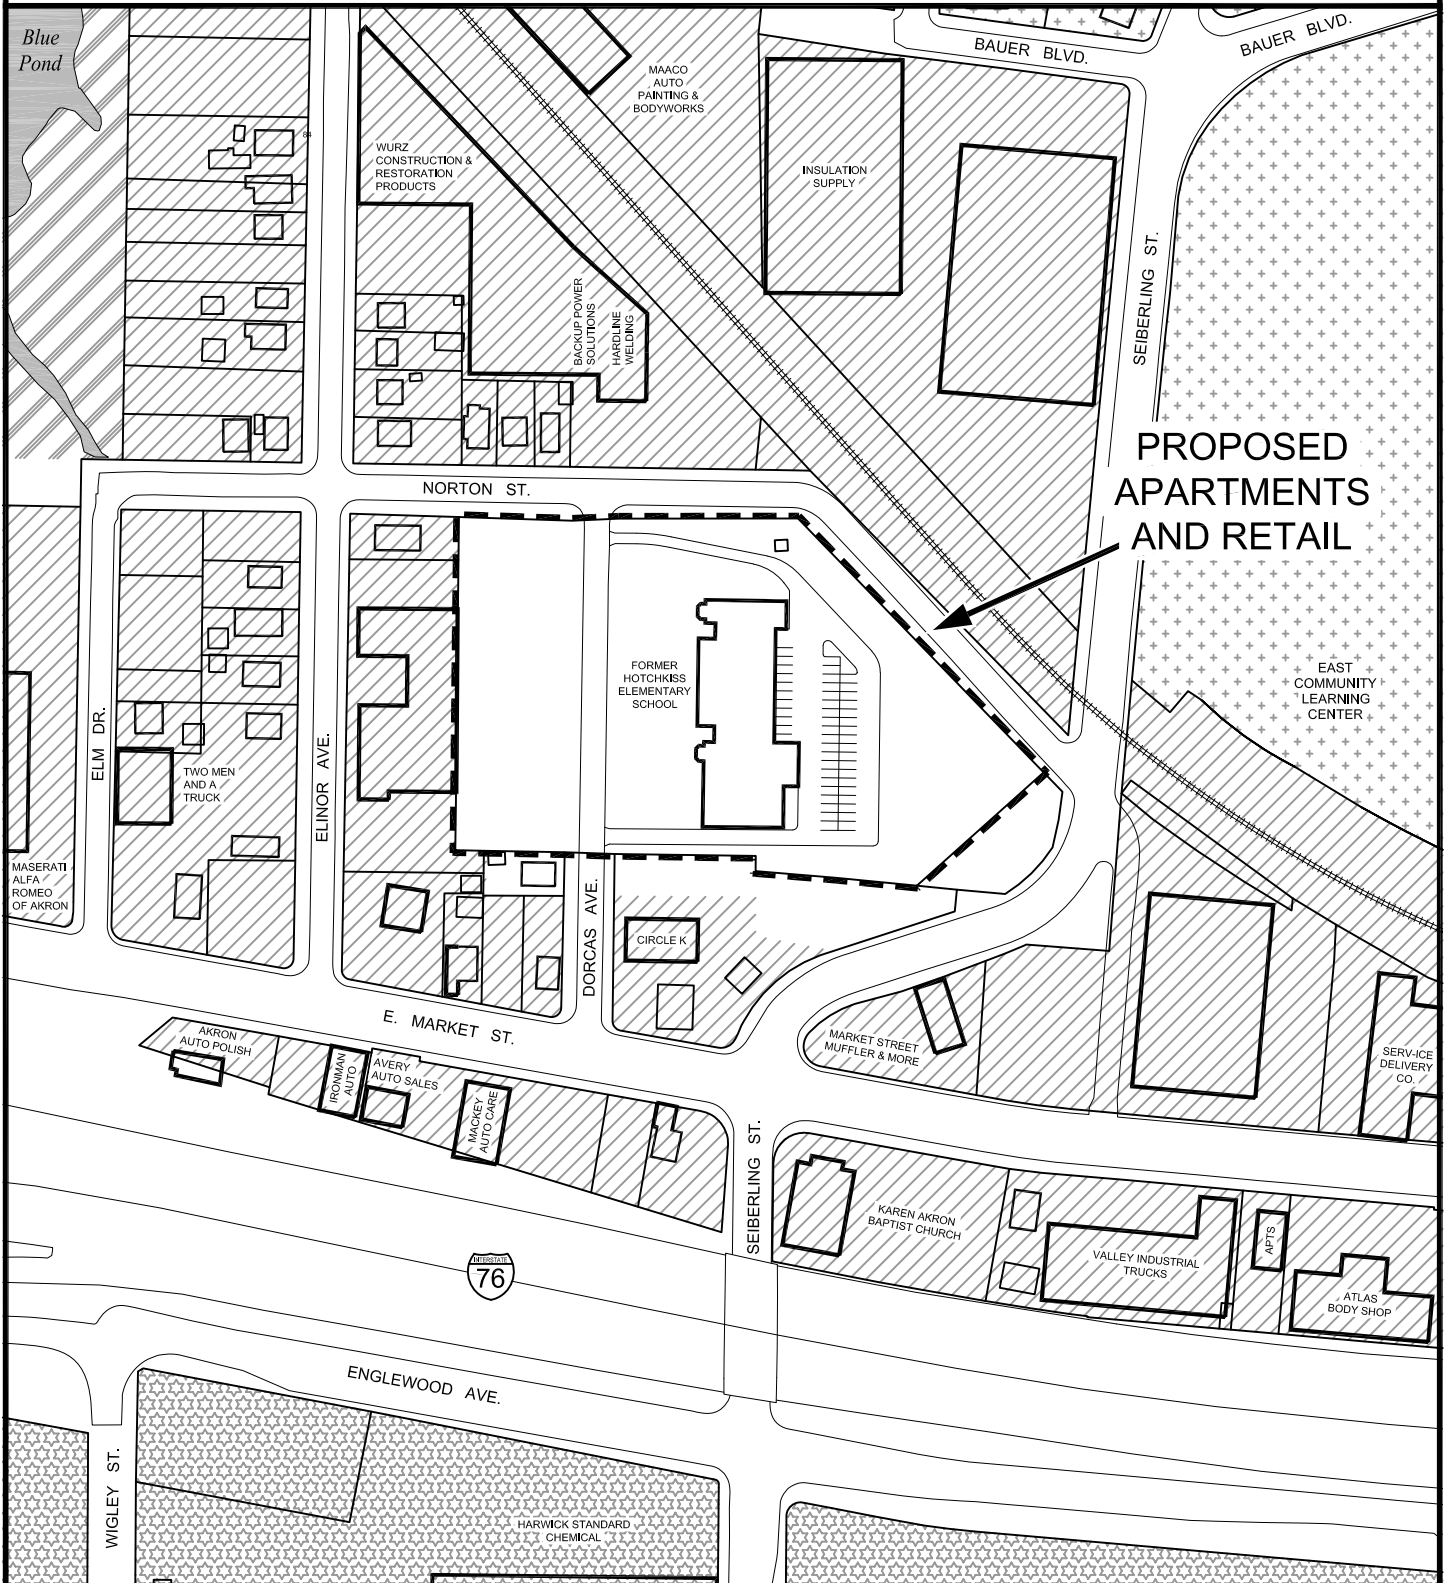 Blue
Pond
BAUER BLVD.
BAUER BLVD.
MAACO
AUTO
PAINTING &
BODYWORKS
84
WURZ
CONSTRUCTION &
RESTORATION
PRODUCTS
INSULATION
SUPPLY
SEIBERLING ST.
BACKUP POWER
SOLUTIONS
HARDLINE
WELDING
PROPOSED
APARTMENTS
AND RETAIL
NORTON ST.
FORMER
HOTCHKISS
ELEMENTARY
SCHOOL
EAST
COMMUNITY
LEARNING
CENTER
ELM DR.
ELINOR AVE.
TWO MEN
AND A
TRUCK
MASERATI
ALFA
ROMEO
OF AKRON
DORCAS AVE.
CIRCLE K
E. MARKET ST.
AKRON
AUTO POLISH
IRONMAN
AUTO
AVERY
AUTO SALES
MACKEY
AUTO CARE
MARKET STREET
MUFFLER & MORE
SERV-ICE
DELIVERY
CO.
SEIBERLING ST.
KAREN AKRON
BAPTIST CHURCH
VALLEY INDUSTRIAL
TRUCKS
APTS
ATLAS
BODY SHOP
INTERSTATE
76
ENGLEWOOD AVE.
WIGLEY ST.
HARWICK STANDARD
CHEMICAL